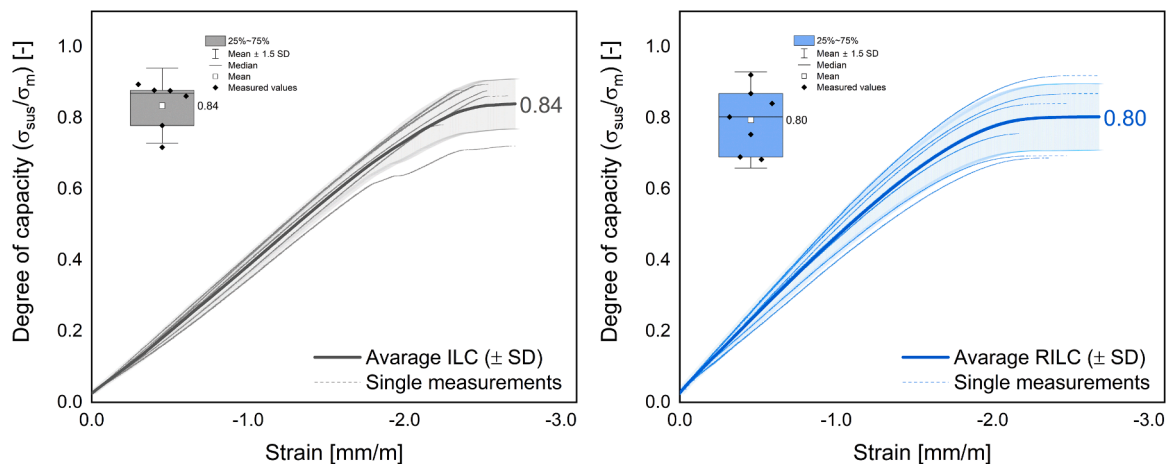 Degree of capacity (σsus/σm) [-]
1.0
0.8
0.6
0.4
0.2
0.0
0.0
-1.0
-2.0
-3.0
Strain [mm/m]
25%~75%
Mean ± 1.5 SD
Median
Mean
Measured values
0.84
0.84
Avarage ILC (± SD)
Single measurements
Degree of capacity (σsus/σm) [-]
1.0
0.8
0.6
0.4
0.2
0.0
0.0
-1.0
-2.0
-3.0
Strain [mm/m]
25%~75%
Mean ± 1.5 SD
Median
Mean
Measured values
0.80
0.80
Avarage RILC (± SD)
Single measurements